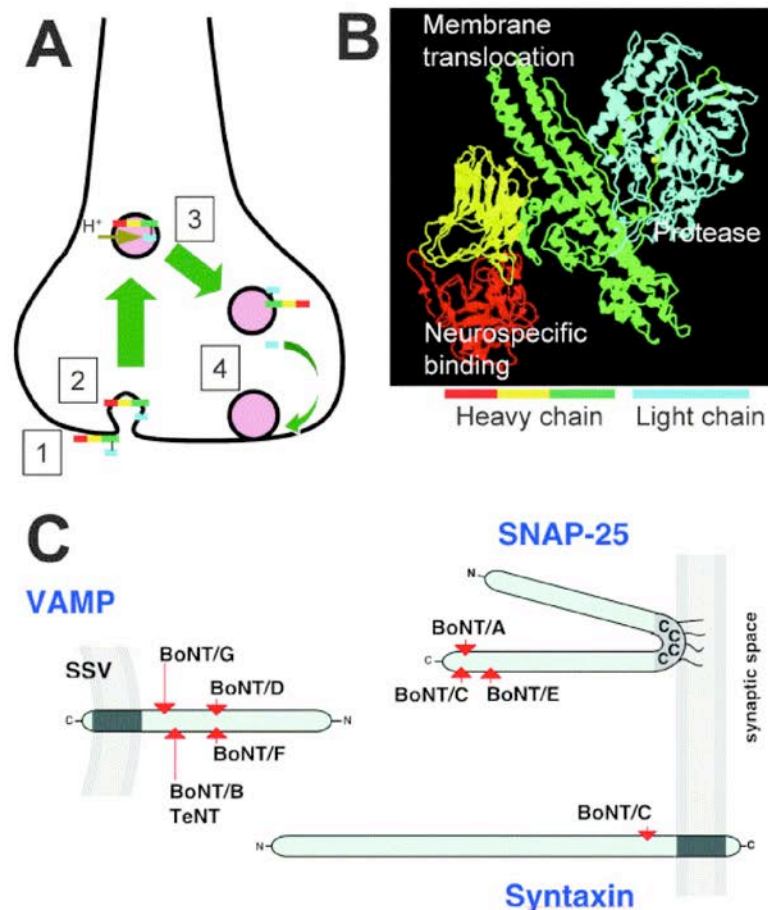 A
H+
3
2
4
1
B
Membrane
translocation
Protease
Neurospecific
binding
Heavy chain
Light chain
C
SNAP-25
VAMP
N
C
C
C
C
BoNT/A
C
BoNT/C
BoNT/E
synaptic space
SSV
BoNT/G
BoNT/D
C
N
BoNT/F
BoNT/B
TeNT
BoNT/C
N
C
Syntaxin